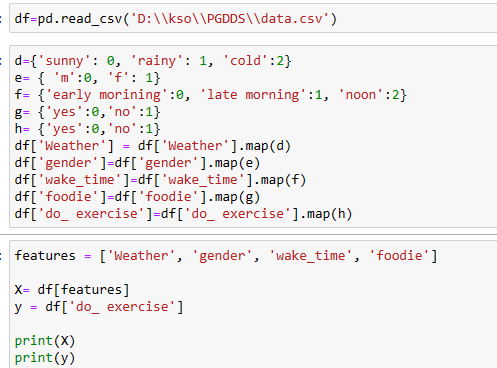 df=pd.read_csv('D:\\kso\\PGDDS\\data.csv')
d={'sunny': 0, 'rainy': 1, 'cold':2}
e= { 'm':0, 'f': 1}
f= {'early morining':0, 'late morning':1, 'noon':2}
g= {'yes':0,'no':1}
h= {'yes':0,'no':1}
df['Weather'] = df['Weather'].map(d)
df['gender']=df['gender'].map(e)
df['wake_time']=df['wake_time'].map(f)
df['foodie']=df['foodie'].map(g)
df['do_ exercise']=df['do_ exercise'].map(h)
features = ['Weather', 'gender', 'wake_time', 'foodie']
X= df[features]
y = df['do_ exercise']
print(X)
print(y)